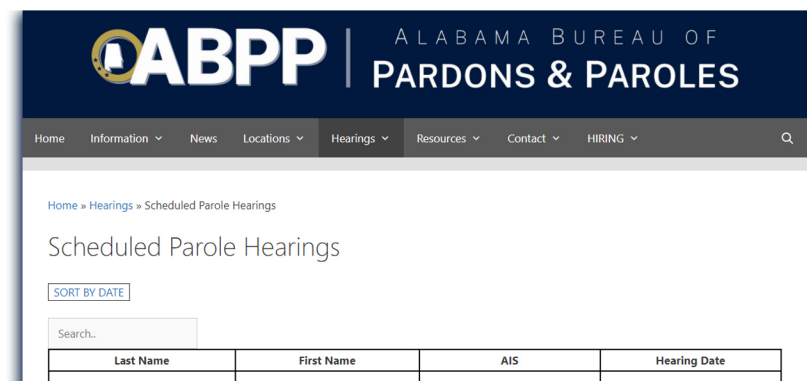 ABPP
ALABAMA BUREAU OF
PARDONS & PAROLES
Home Information News Locations Hearings Resources Contact HIRING
Home » Hearings » Scheduled Parole Hearings
Scheduled Parole Hearings
SORT BY DATE
Search..
Last Name First Name AIS Hearing Date